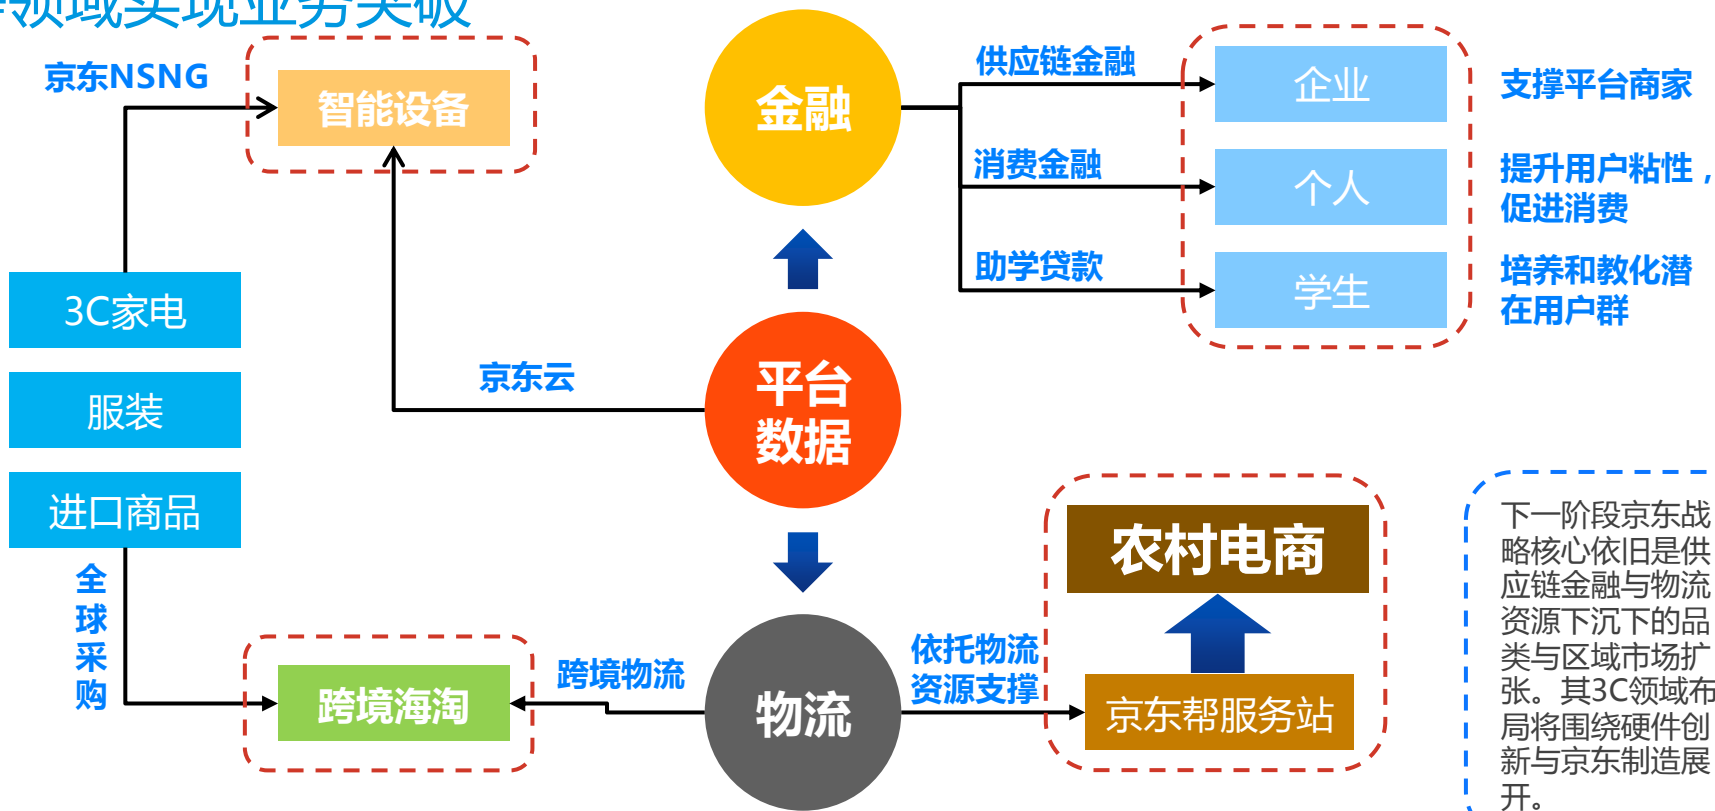 领域实现业务突破
京东NSNG
智能设备
3C家电
服装
进口商品
全
球
采
购
跨境海淘
京东云
跨境物流
金融
平台
数据
物流
供应链金融
消费金融
助学贷款
企业
个人
学生
支撑平台商家
提升用户粘性，
促进消费
培养和教化潜
在用户群
依托物流
资源支撑
农村电商
京东帮服务站
下一阶段京东战
略核心依旧是供
应链金融与物流
资源下沉下的品
类与区域市场扩
张。其3C领域布
局将围绕硬件创
新与京东制造展
开。